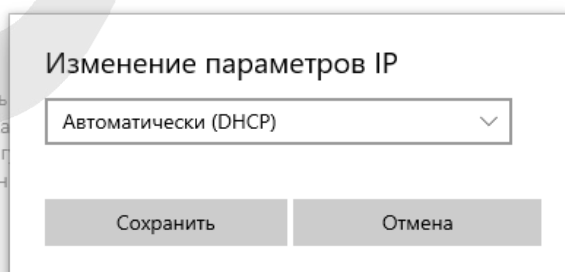 Изменение параметров IP
Автоматически (DHCP)
Сохранить
Отмена